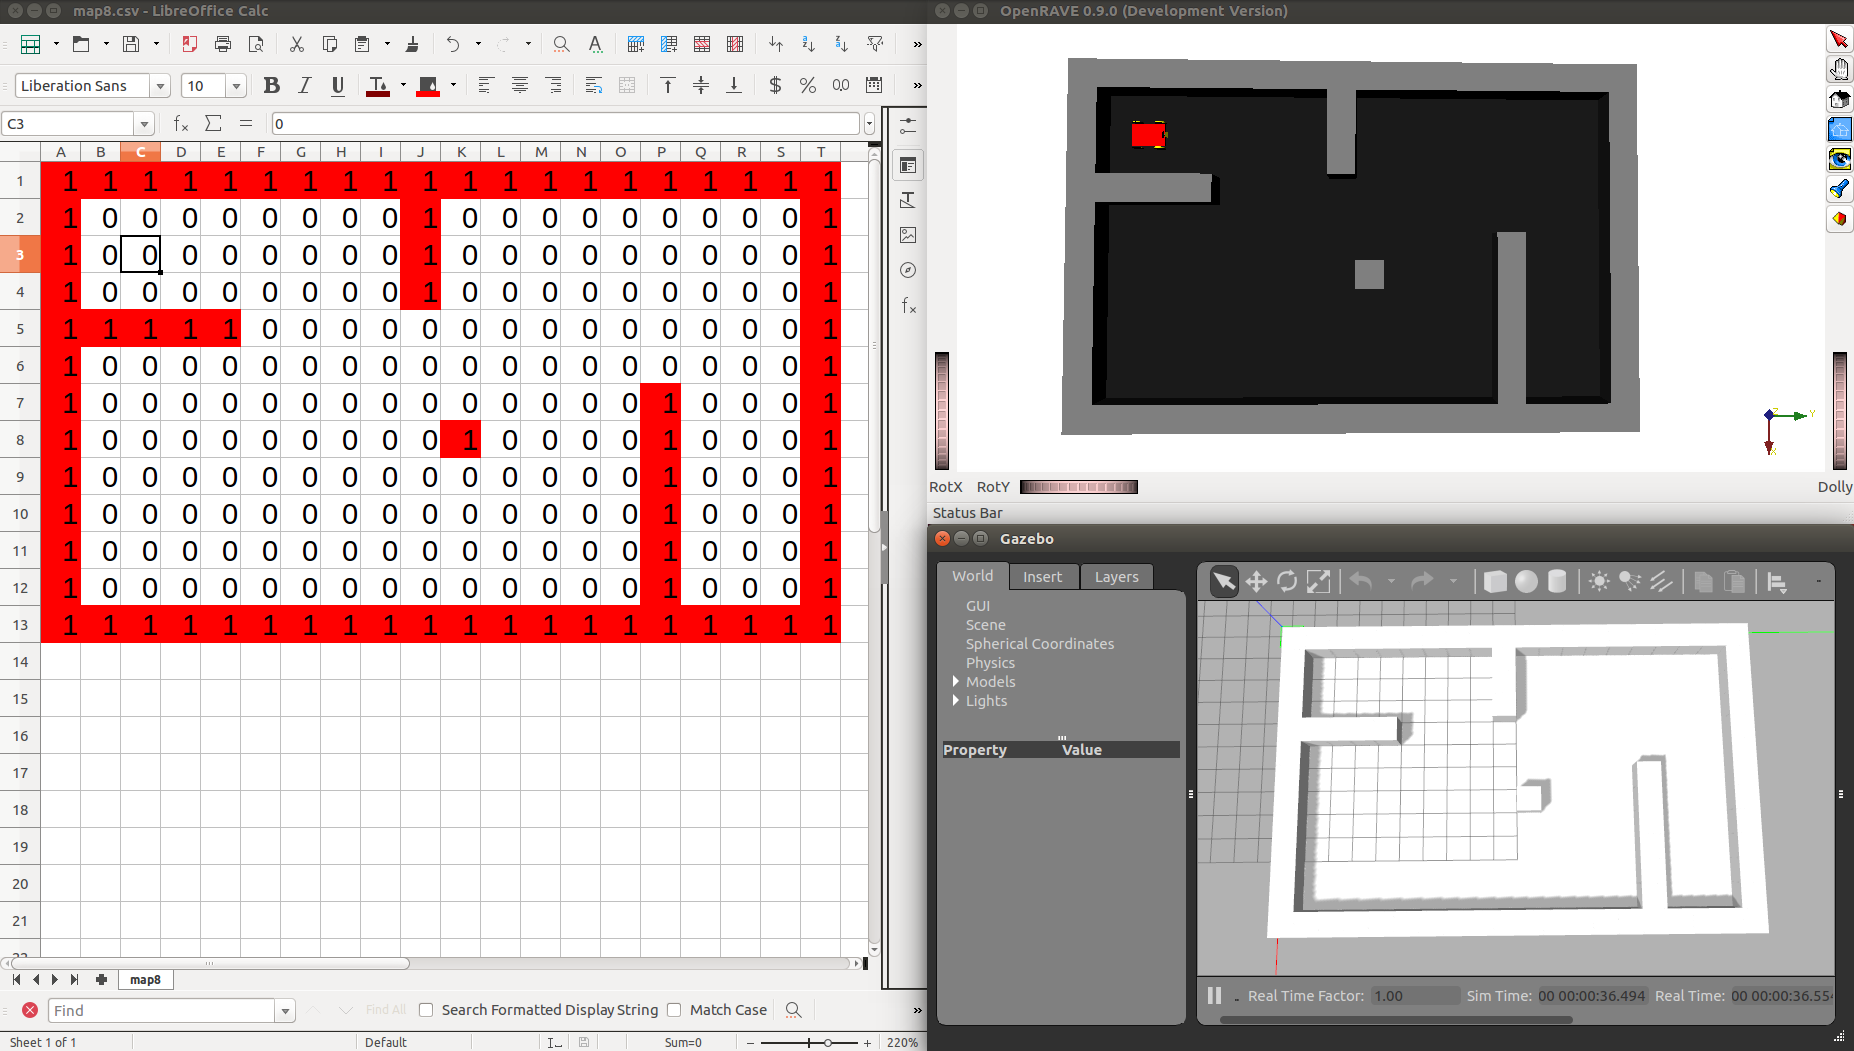 map8.csv - LibreOffice Calc
Liberation Sans 10
C3 0
A B C D E F G H I J K L M N O P Q R S T
1 1 1 1 1 1 1 1 1 1 1 1 1 1 1 1 1 1 1 1 1
2 1 0 0 0 0 0 0 0 0 1 0 0 0 0 0 0 0 0 0 1
3 1 0 0 0 0 0 0 0 0 1 0 0 0 0 0 0 0 0 0 1
4 1 0 0 0 0 0 0 0 0 1 0 0 0 0 0 0 0 0 0 1
5 1 1 1 1 1 0 0 0 0 0 0 0 0 0 0 0 0 0 0 1
6 1 0 0 0 0 0 0 0 0 0 0 0 0 0 0 0 0 0 0 1
7 1 0 0 0 0 0 0 0 0 0 0 0 0 0 0 1 0 0 0 1
8 1 0 0 0 0 0 0 0 0 0 1 0 0 0 0 1 0 0 0 1
9 1 0 0 0 0 0 0 0 0 0 0 0 0 0 0 1 0 0 0 1
10 1 0 0 0 0 0 0 0 0 0 0 0 0 0 0 1 0 0 0 1
11 1 0 0 0 0 0 0 0 0 0 0 0 0 0 0 1 0 0 0 1
12 1 0 0 0 0 0 0 0 0 0 0 0 0 0 0 1 0 0 0 1
13 1 1 1 1 1 1 1 1 1 1 1 1 1 1 1 1 1 1 1 1
14
15
16
17
18
19
20
21
map8
Find Find All Search Formatted Display String Match Case
Sheet 1 of 1 Default Sum=0 220%
OpenRAVE 0.9.0 (Development Version)
Y
RotX RotY Dolly
Status Bar
Gazebo
World Insert Layers
GUI
Scene
Spherical Coordinates
Physics
Models
Lights
Property Value
Real Time Factor: 1.00 Sim Time: 00 00:00:36.494 Real Time: 00 00:00:36.554